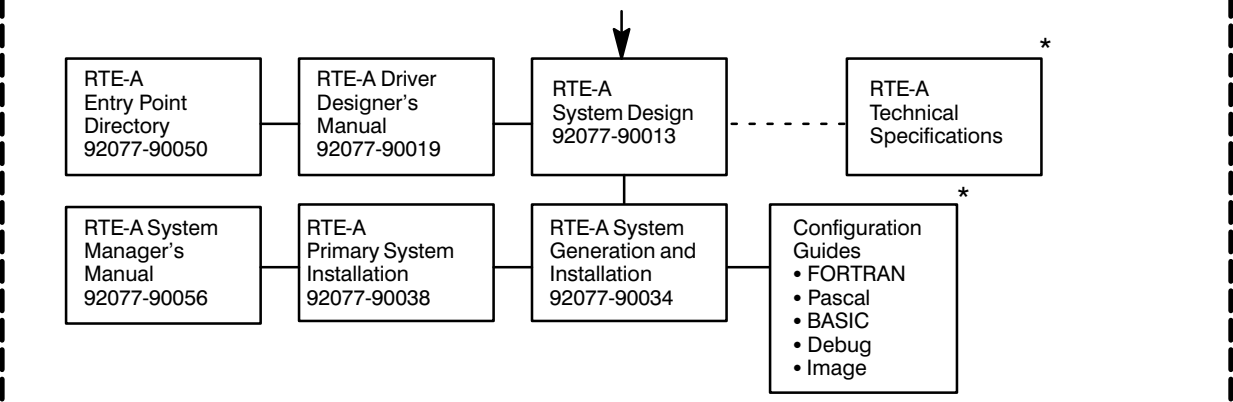 *
RTE-A
Entry Point
Directory
92077-90050
RTE-A Driver
Designer's
Manual
92077-90019
RTE-A
System Design
92077-90013
RTE-A
Technical
Specifications
*
RTE-A System
Manager's
Manual
92077-90056
RTE-A
Primary System
Installation
92077-90038
RTE-A System
Generation and
Installation
92077-90034
Configuration
Guides
• FORTRAN
• Pascal
• BASIC
• Debug
• Image